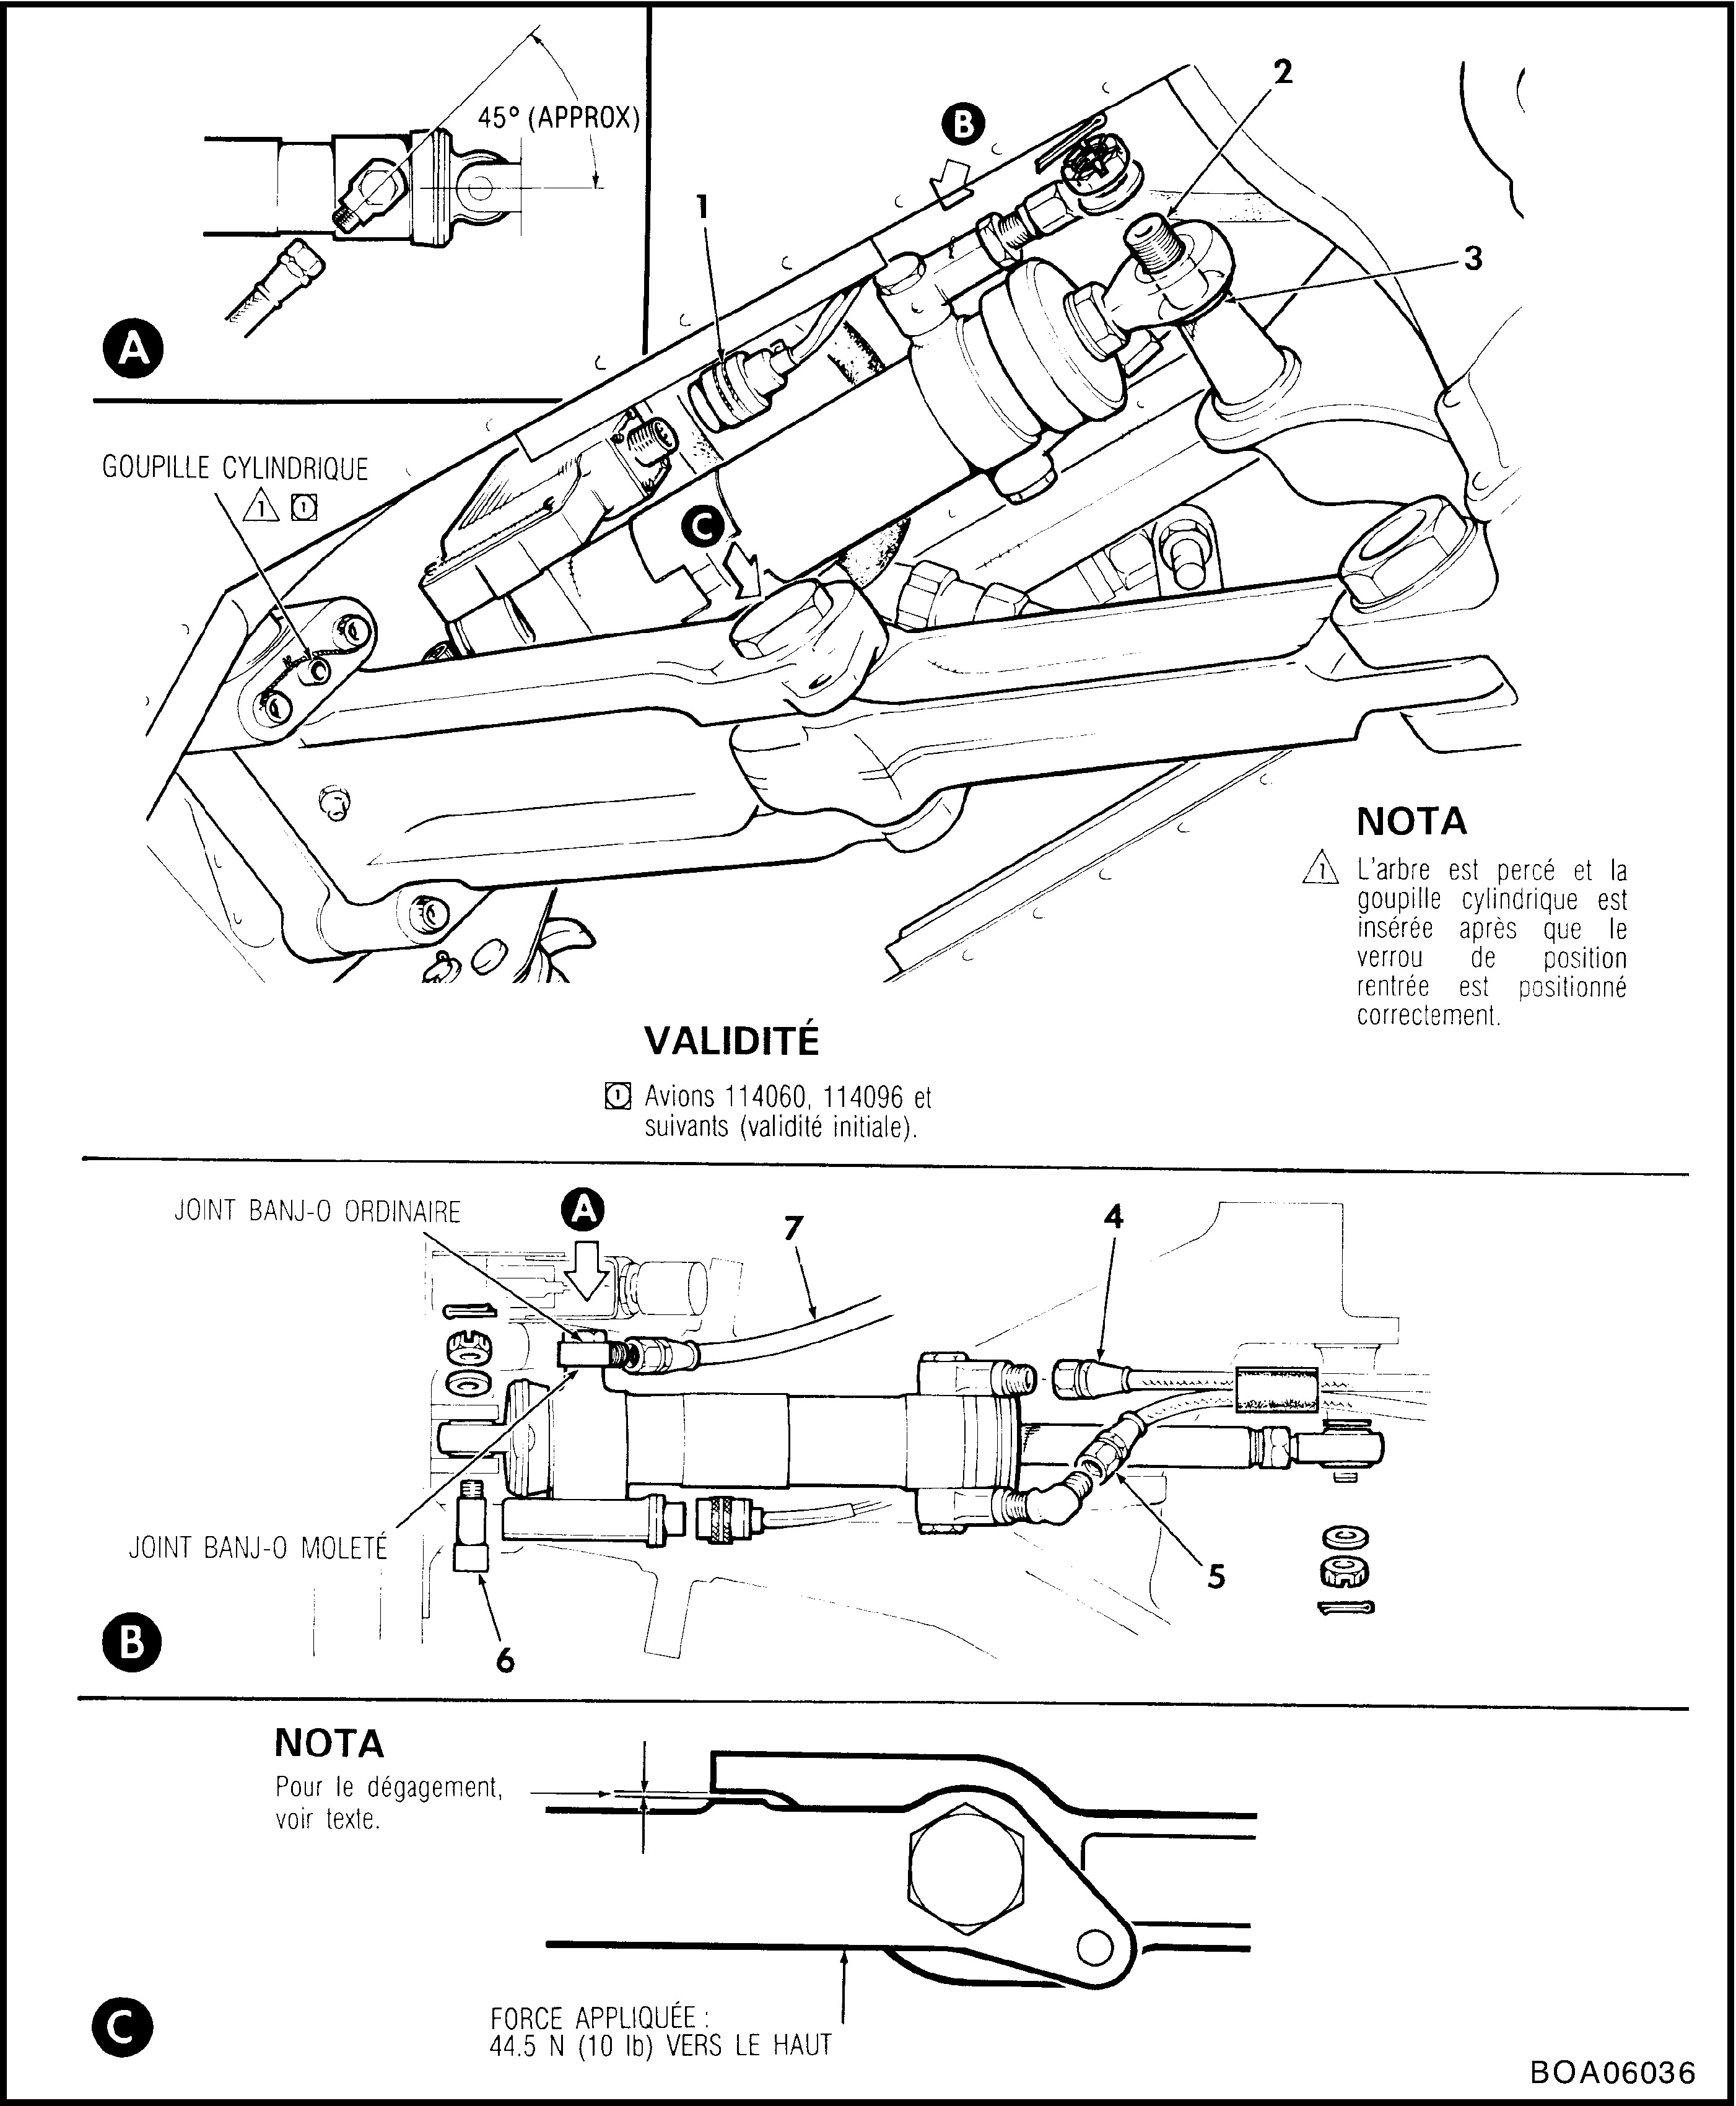 45° (APPROX)
A
B
2
1
3
GOUPILLE CYLINDRIQUE
1 1
C
NOTA
1 L'arbre est percé et la
goupille cylindrique est
insérée après que le
verrou de position
rentrée est positionné
correctement.
VALIDITÉ
1 Avions 114060, 114096 et
suivants (validité initiale).
JOINT BANJ-O ORDINAIRE
A
7
4
JOINT BANJ-O MOLETÉ
5
6
B
NOTA
Pour le dégagement,
voir texte.
FORCE APPLIQUÉE :
44.5 N (10 lb) VERS LE HAUT
C
BOA06036